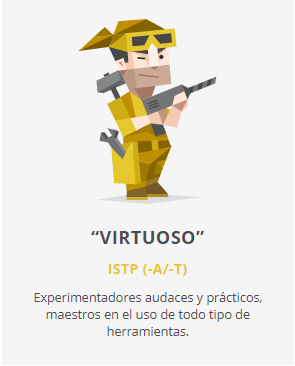 “VIRTUOSO”
ISTP (-A/-T)
Experimentadores audaces y prácticos,
maestros en el uso de todo tipo de
herramientas.